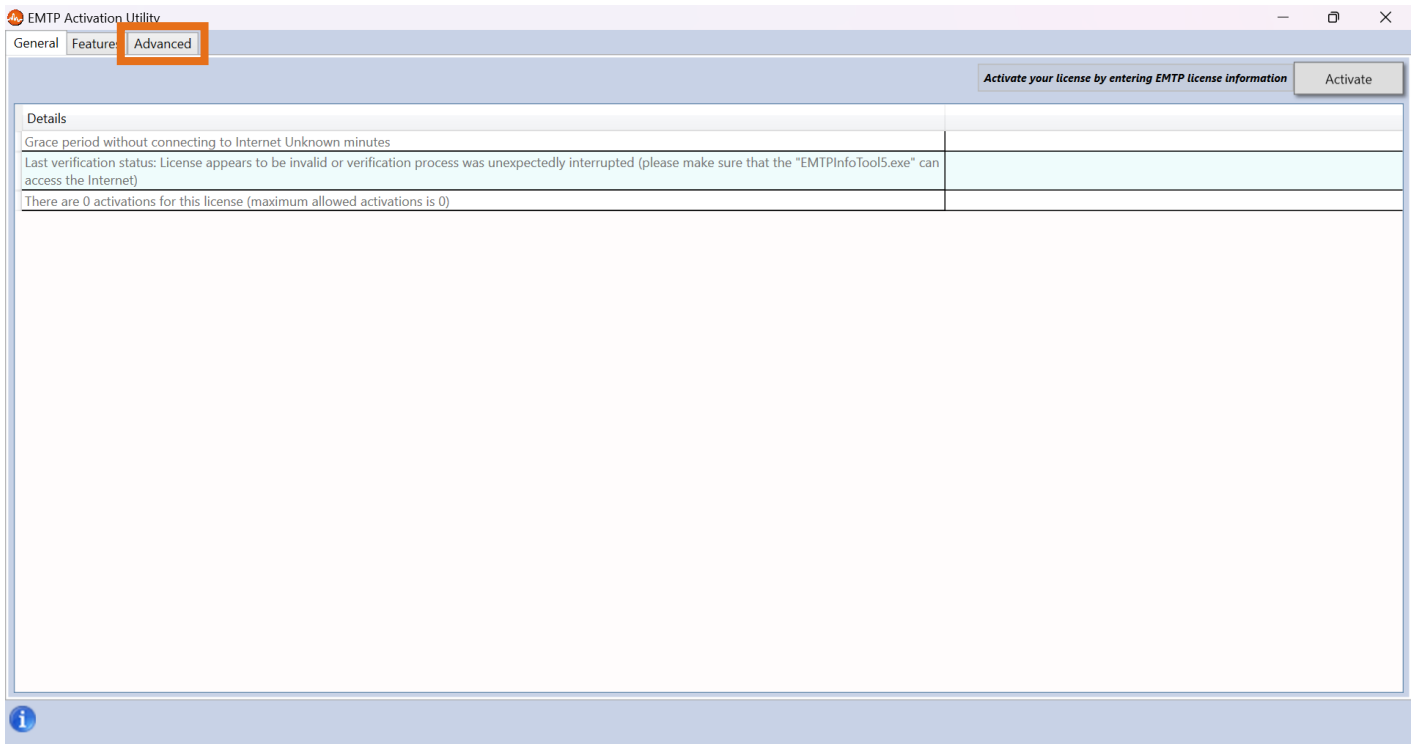 EMTP Activation Utility
General Features Advanced
Activate your license by entering EMTP license information Activate
Details
Grace period without connecting to Internet Unknown minutes
Last verification status: License appears to be invalid or verification process was unexpectedly interrupted (please make sure that the "EMTPInfoTool5.exe" can
access the Internet)
There are 0 activations for this license (maximum allowed activations is 0)